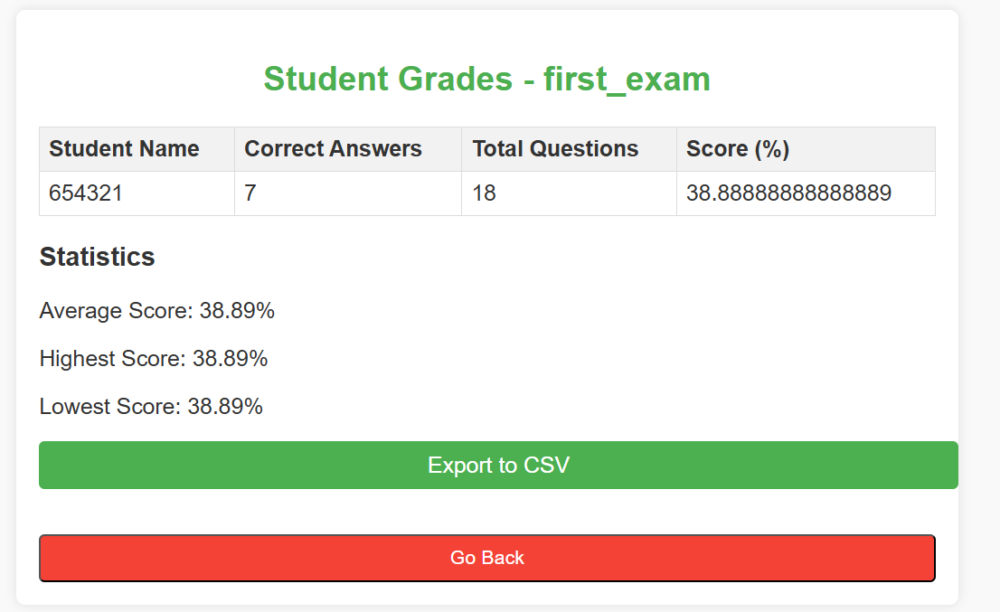 Student Grades - first_exam
Student Name Correct Answers Total Questions Score (%)
654321 7 18 38.88888888888889
Statistics
Average Score: 38.89%
Highest Score: 38.89%
Lowest Score: 38.89%
Export to CSV
Go Back